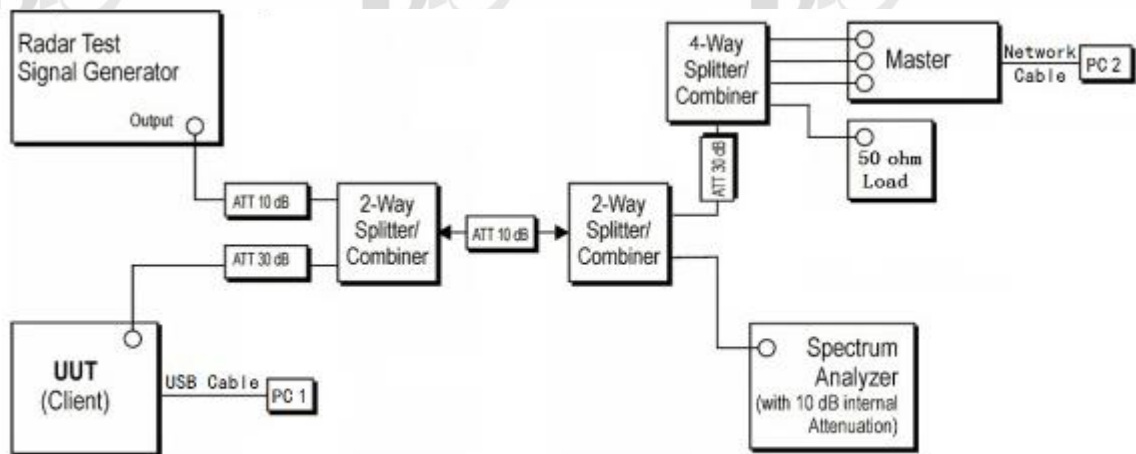 Radar Test
Signal Generator
Output
ATT 10 dB
2-Way
Splitter/
Combiner
ATT 30 dB
UUT
(Client)
USB Cable
PC 1
ATT 10 dB
2-Way
Splitter/
Combiner
ATT 30 dB
4-Way
Splitter/
Combiner
Master
Network
Cable
PC 2
50 ohm
Load
Spectrum
Analyzer
(with 10 dB internal
Attenuation)